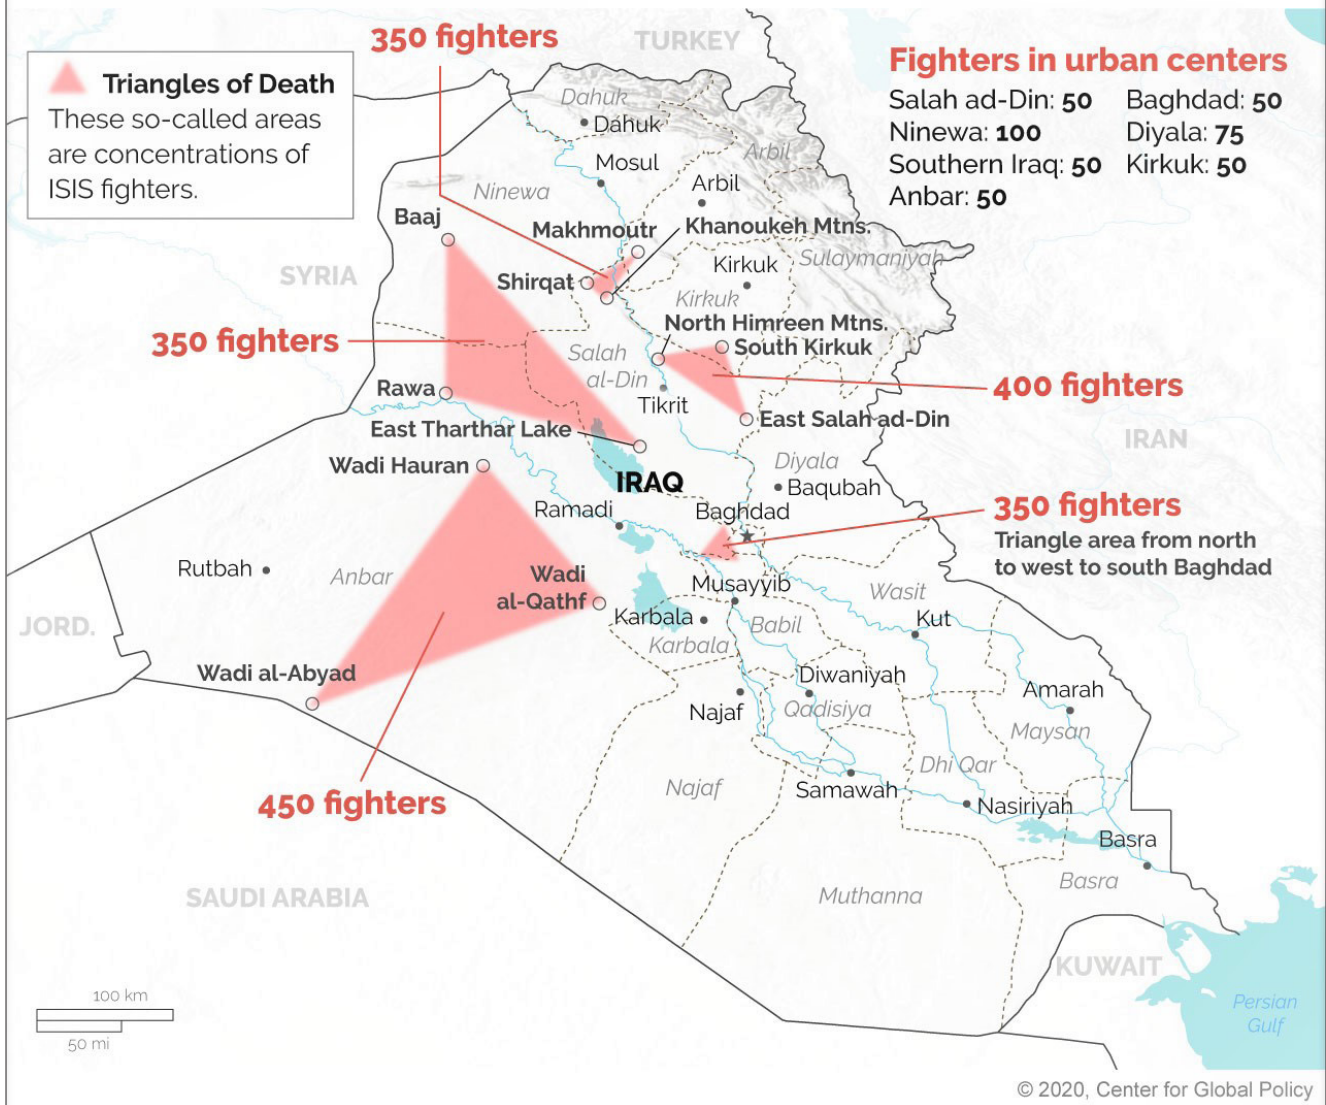 350 fighters
TURKEY
Fighters in urban centers
Triangles of Death
These so-called areas
are concentrations of
ISIS fighters.
Salah ad-Din: 50
Baghdad: 50
Ninewa: 100
Diyala: 75
Southern Iraq: 50
Kirkuk: 50
Anbar: 50
Dahuk
Dahuk
Mosul
Arbil
Arbil
Ninewa
Baaj
Makhmoutr
Khanoukeh Mtns.
Sulaymaniyah
Kirkuk
SYRIA
Shirqat
Kirkuk
North Himreen Mtns.
South Kirkuk
350 fighters
Salah
al-Din
400 fighters
Rawa
Tikrit
East Salah ad-Din
East Tharthar Lake
IRAN
Wadi Hauran
Diyala
IRAQ
Baqubah
Ramadi
Baghdad
350 fighters
Triangle area from north
to west to south Baghdad
Rutbah
Anbar
Wadi
al-Qathf
Musayyib
Wasit
JORD.
Karbala
Karbala
Babil
Kut
Wadi al-Abyad
Diwaniyah
Amarah
Najaf
Qadisiya
Maysan
Dhi Qar
Najaf
Samawah
450 fighters
Nasiriyah
Basra
SAUDI ARABIA
Muthanna
Basra
KUWAIT
100 km
50 mi
Persian
Gulf
© 2020, Center for Global Policy